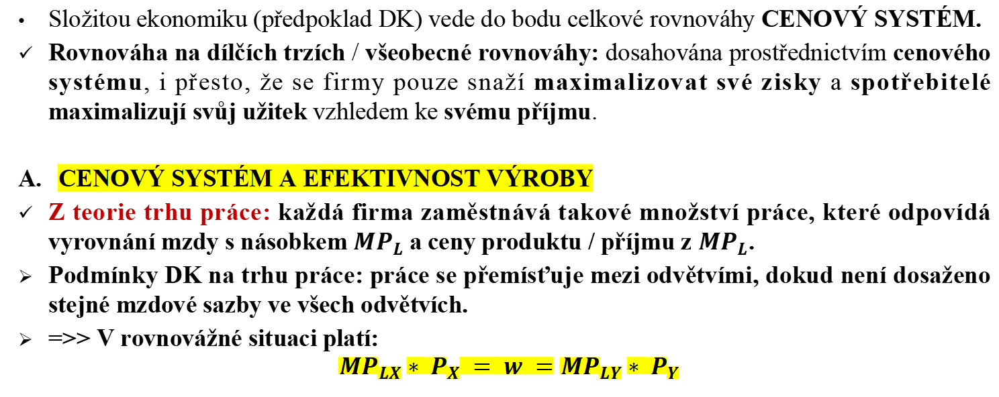 • Složitou ekonomiku (předpoklad DK) vede do bodu celkové rovnováhy CENOVÝ SYSTÉM.
✓ Rovnováha na dílčích trzích / všeobecné rovnováhy: dosahována prostřednictvím cenového
systému, i přesto, že se firmy pouze snaží maximalizovat své zisky a spotřebitelé
maximalizují svůj užitek vzhledem ke svému příjmu.
A. CENOVÝ SYSTÉM A EFEKTIVNOST VÝROBY
✓ Z teorie trhu práce: každá firma zaměstnává takové množství práce, které odpovídá
vyrovnání mzdy s násobkem MP_L a ceny produktu / příjmu z MP_L.
➢ Podmínky DK na trhu práce: práce se přemísťuje mezi odvětvími, dokud není dosaženo
stejné mzdové sazby ve všech odvětvích.
➢ =>> V rovnovážné situaci platí:
MP_LX * P_X = w = MP_LY * P_Y